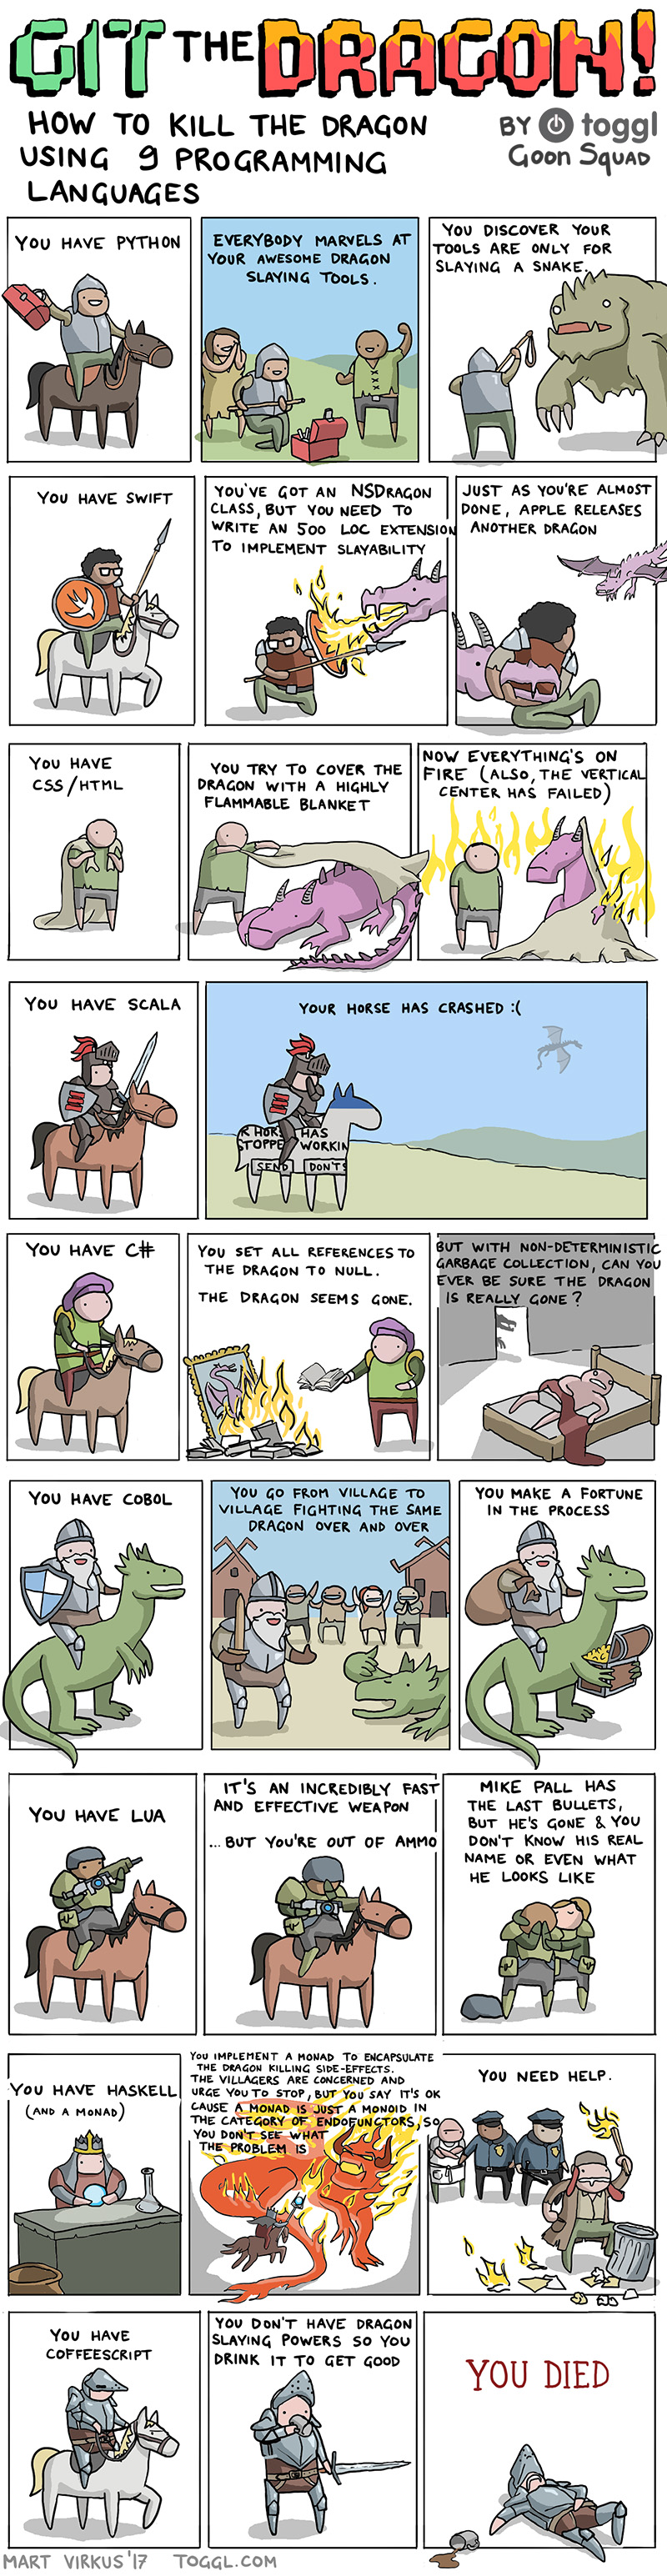 GIT THE DRAGON!
HOW TO KILL THE DRAGON
USING 9 PROGRAMMING
LANGUAGES
BY toggl
GOON SQUAD
YOU HAVE PYTHON
EVERYBODY MARVELS AT
YOUR AWESOME DRAGON
SLAYING TOOLS.
YOU DISCOVER YOUR
TOOLS ARE ONLY FOR
SLAYING A SNAKE.
YOU HAVE SWIFT
YOU'VE GOT AN NSDRAGON
CLASS, BUT YOU NEED TO
WRITE AN 500 LOC EXTENSION
TO IMPLEMENT SLAYABILITY
JUST AS YOU'RE ALMOST
DONE, APPLE RELEASES
ANOTHER DRAGON
YOU HAVE
CSS/HTML
YOU TRY TO COVER THE
DRAGON WITH A HIGHLY
FLAMMABLE BLANKET
NOW EVERYTHING'S ON
FIRE (ALSO, THE VERTICAL
CENTER HAS FAILED)
YOU HAVE SCALA
YOUR HORSE HAS CRASHED :(
R HOR HAS
STOPPE WORKIN
SEND DON'T S
YOU HAVE C#
YOU SET ALL REFERENCES TO
THE DRAGON TO NULL.
THE DRAGON SEEMS GONE.
BUT WITH NON-DETERMINISTIC
GARBAGE COLLECTION, CAN YOU
EVER BE SURE THE DRAGON
IS REALLY GONE?
YOU HAVE COBOL
YOU GO FROM VILLAGE TO
VILLAGE FIGHTING THE SAME
DRAGON OVER AND OVER
YOU MAKE A FORTUNE
IN THE PROCESS
YOU HAVE LUA
IT'S AN INCREDIBLY FAST
AND EFFECTIVE WEAPON
...BUT YOU'RE OUT OF AMMO
MIKE PALL HAS
THE LAST BULLETS,
BUT HE'S GONE & YOU
DON'T KNOW HIS REAL
NAME OR EVEN WHAT
HE LOOKS LIKE
YOU HAVE HASKELL
(AND A MONAD)
YOU IMPLEMENT A MONAD TO ENCAPSULATE
THE DRAGON KILLING SIDE-EFFECTS.
THE VILLAGERS ARE CONCERNED AND
URGE YOU TO STOP, BUT YOU SAY IT'S OK
CAUSE A MONAD IS JUST A MONOID IN
THE CATEGORY OF ENDOFUNCTORS, SO
YOU DON'T SEE WHAT
THE PROBLEM IS
YOU NEED HELP.
YOU HAVE
COFFEESCRIPT
YOU DON'T HAVE DRAGON
SLAYING POWERS SO YOU
DRINK IT TO GET GOOD
YOU DIED
MART VIRKUS '17 TOGGL.COM